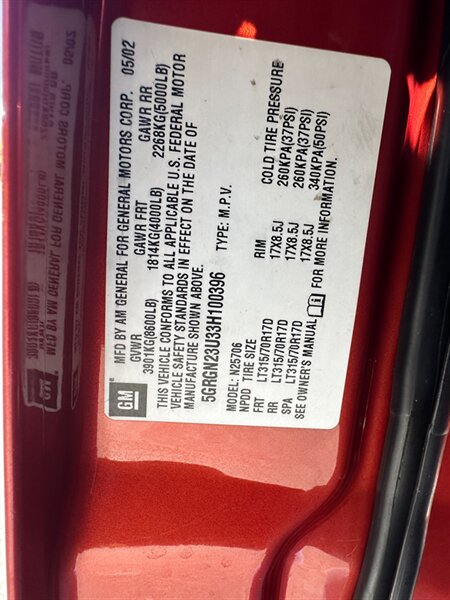 GM
MFD BY AM GENERAL FOR GENERAL MOTORS CORP. 05/02
GVWR GAWR FRT GAWR RR
3901KG(8600LB) 1814KG(4000LB) 2268KG(5000LB)
THIS VEHICLE CONFORMS TO ALL APPLICABLE U.S. FEDERAL MOTOR
VEHICLE SAFETY STANDARDS IN EFFECT ON THE DATE OF
MANUFACTURE SHOWN ABOVE.
5GRGN23U33H100396 TYPE: M.P.V.
MODEL: N25706
NPDD TIRE SIZE RIM COLD TIRE PRESSURE
FRT LT315/70R17D 17X8.5J 260KPA(37PSI)
RR LT315/70R17D 17X8.5J 260KPA(37PSI)
SPA LT315/70R17D 17X8.5J 340KPA(50PSI)
SEE OWNER'S MANUAL FOR MORE INFORMATION.